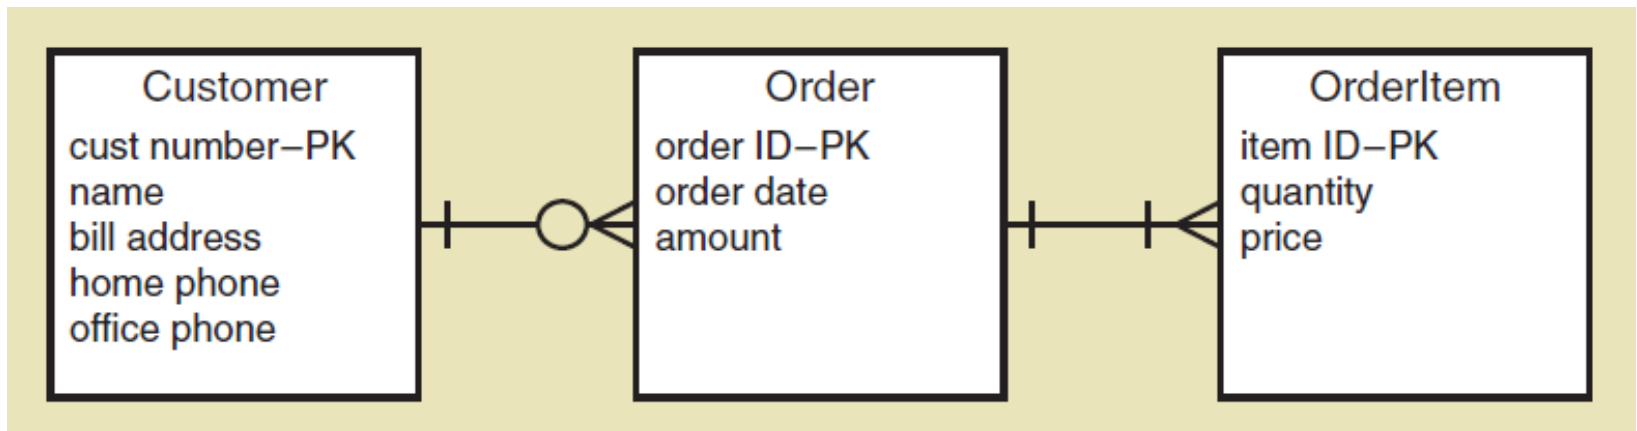 Customer
cust number–PK
name
bill address
home phone
office phone
Order
order ID–PK
order date
amount
OrderItem
item ID–PK
quantity
price